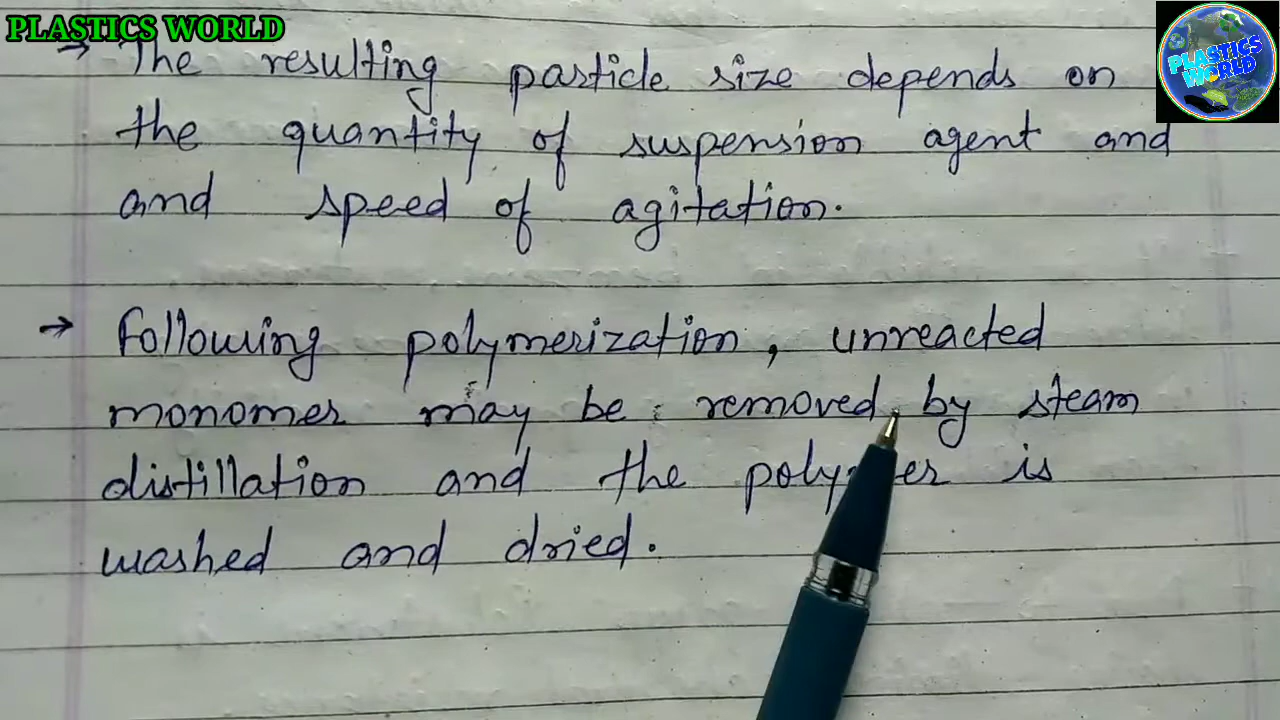 PLASTICS WORLD
PLASTICS WORLD
→ The resulting particle size depends on
the quantity of suspension agent and
and speed of agitation.
→ Following polymerization, unreacted
monomer may be removed by steam
distillation and the polymer is
washed and dried.